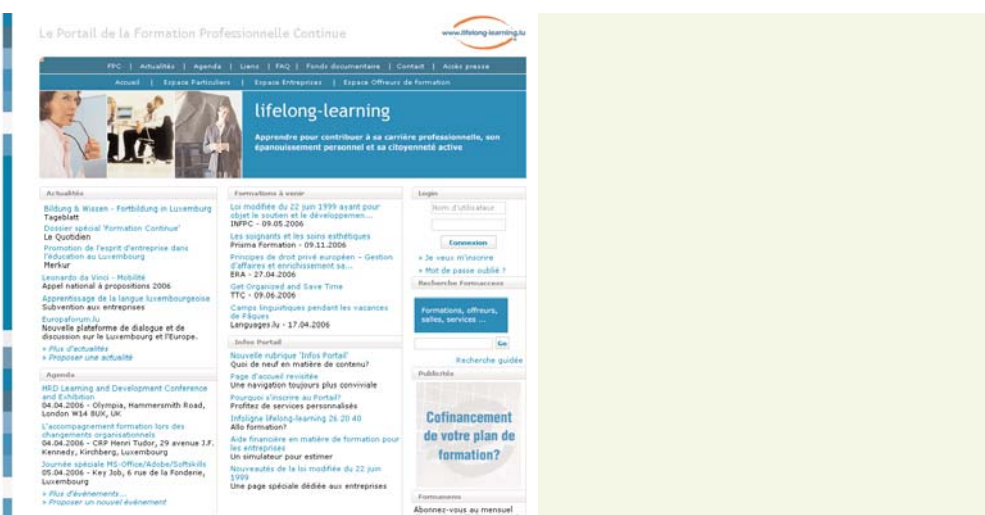 Le Portail de la Formation Professionnelle Continue
www.lifelong-learning.lu
FPC | Actualités | Agenda | Liens | FAQ | Fonds documentaire | Contact | Accès presse
Accueil | Espace Particuliers | Espace Entreprises | Espace Offreurs de formation
lifelong-learning
Apprendre pour contribuer à sa carrière professionnelle, son
épanouissement personnel et sa citoyenneté active
Actualités
Bildung & Wissen - Fortbildung in Luxemburg
Tageblatt
Dossier spécial 'Formation Continue'
Le Quotidien
Promotion de l'esprit d'entreprise dans
l'éducation au Luxembourg
Merkur
Leonardo da Vinci - Mobilité
Appel national à propositions 2006
Apprentissage de la langue luxembourgeoise
Subvention aux entreprises
Europaforum.lu
Nouvelle plateforme de dialogue et de
discussion sur le Luxembourg et l'Europe.
» Plus d'actualités
» Proposer une actualité
Agenda
HRD Learning and Development Conference
and Exhibition
04.04.2006 - Olympia, Hammersmith Road,
London W14 8UX, UK
L'accompagnement formation lors des
changements organisationnels
04.04.2006 - CRP Henri Tudor, 29 avenue J.F.
Kennedy, Kirchberg, Luxembourg
Journée spéciale MS-Office/Adobe/Softskills
05.04.2006 - Key Job, 6 rue de la Fonderie,
Luxembourg
» Plus d'événements...
» Proposer un nouvel événement
Formations à venir
Loi modifiée du 22 juin 1999 ayant pour
objet le soutien et le développemen...
INFPC - 09.05.2006
Les soignants et les soins esthétiques
Prisma Formation - 09.11.2006
Principes de droit privé européen - Gestion
d'affaires et enrichissement sa...
ERA - 27.04.2006
Get Organized and Save Time
TTC - 09.06.2006
Camps linguistiques pendant les vacances
de Pâques
Languages.lu - 17.04.2006
Infos Portail
Nouvelle rubrique 'Infos Portail'
Quoi de neuf en matière de contenu?
Page d'accueil revisitée
Une navigation toujours plus conviviale
Pourquoi s'inscrire au Portail?
Profitez de services personnalisés
Infoligne lifelong-learning 26 20 40
Allo formation?
Aide financière en matière de formation pour
les entreprises
Un simulateur pour estimer
Nouveautés de la loi modifiée du 22 juin
1999
Une page spéciale dédiée aux entreprises
Login
Nom d'utilisateur
Connexion
» Je veux m'inscrire
» Mot de passe oublié ?
Recherche Formaccess
Formations, offreurs,
salles, services ...
Go
Recherche guidée
Publicités
Cofinancement
de votre plan de
formation?
Formanews
Abonnez-vous au mensuel